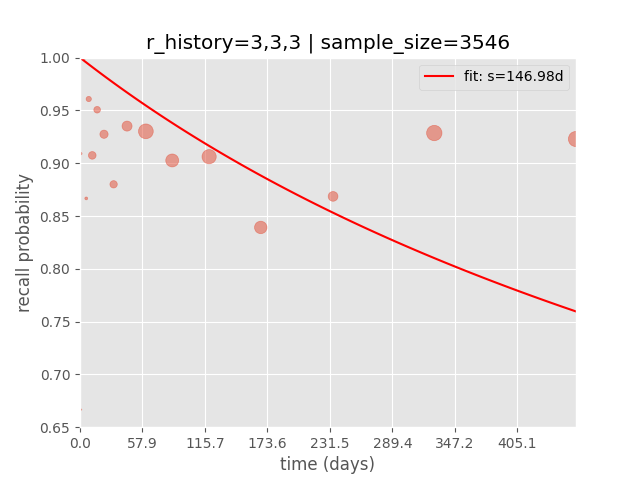 r_history=3,3,3 | sample_size=3546
fit: s=146.98d
recall probability
1.00
0.95
0.90
0.85
0.80
0.75
0.70
0.65
0.0 57.9 115.7 173.6 231.5 289.4 347.2 405.1
time (days)